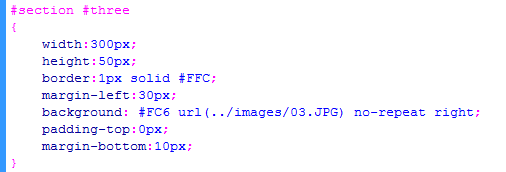 #section #three
{
width:300px;
height:50px;
border:1px solid #FFC;
margin-left:30px;
background: #FC6 url(../images/03.JPG) no-repeat right;
padding-top:0px;
margin-bottom:10px;
}